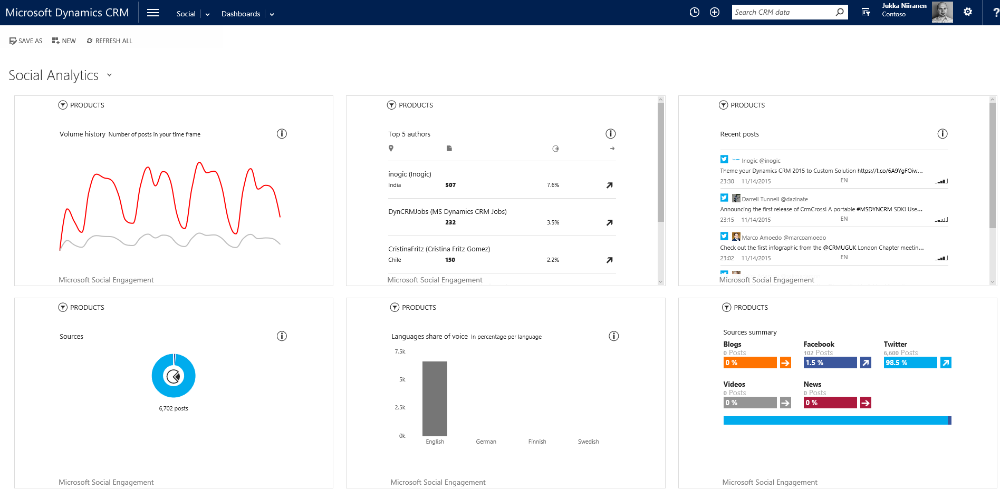 Microsoft Dynamics CRM
Social
Dashboards
Search CRM data
Jukka Niiranen
Contoso
?
SAVE AS
NEW
REFRESH ALL
Social Analytics
PRODUCTS
Volume history Number of posts in your time frame
Microsoft Social Engagement
PRODUCTS
Top 5 authors
inogic (Inogic)
India 507 7.6%
DynCRMJobs (MS Dynamics CRM Jobs)
232 3.5%
CristinaFritz (Cristina Fritz Gomez)
Chile 150 2.2%
Microsoft Social Engagement
PRODUCTS
Recent posts
Inogic @inogic
Theme your Dynamics CRM 2015 to Custom Solution https://t.co/6A9YgFOiw...
23:30 11/14/2015 EN
Darrell Tunnell @dazinate
Announcing the first release of CrmCross! A portable #MSDYNCRM SDK! Use...
23:15 11/14/2015 EN
Marco Amoedo @marcoamoedo
Check out the first infographic from the @CRMUGUK London Chapter meetin...
23:02 11/14/2015 EN
Microsoft Social Engagement
PRODUCTS
Sources
6,702 posts
Microsoft Social Engagement
PRODUCTS
Languages share of voice In percentage per language
7.5k
5k
2.5k
0k
English German Finnish Swedish
Microsoft Social Engagement
PRODUCTS
Sources summary
Blogs Facebook Twitter
0 Posts 102 Posts 6,600 Posts
0 % 1.5 % 98.5 %
Videos News
0 Posts 0 Posts
0 % 0 %
Microsoft Social Engagement